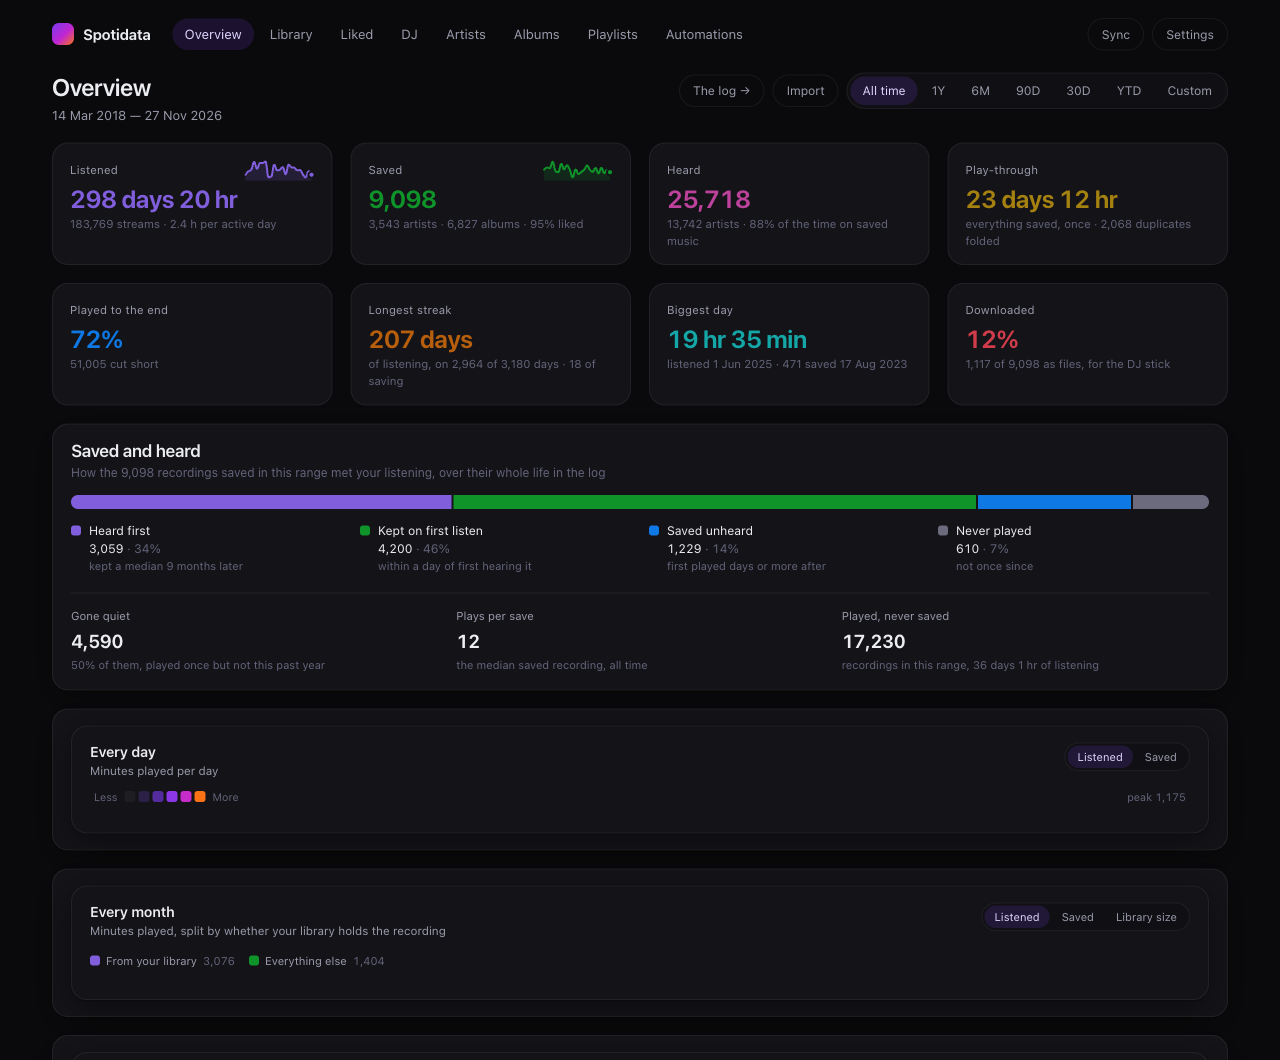 Spotidata
Overview
Library
Liked
DJ
Artists
Albums
Playlists
Automations
Sync
Settings
Overview
14 Mar 2018 — 27 Nov 2026
The log →
Import
All time
1Y
6M
90D
30D
YTD
Custom
Listened
298 days 20 hr
183,769 streams · 2.4 h per active day
Saved
9,098
3,543 artists · 6,827 albums · 95% liked
Heard
25,718
13,742 artists · 88% of the time on saved
music
Play-through
23 days 12 hr
everything saved, once · 2,068 duplicates
folded
Played to the end
72%
51,005 cut short
Longest streak
207 days
of listening, on 2,964 of 3,180 days · 18 of
saving
Biggest day
19 hr 35 min
listened 1 Jun 2025 · 471 saved 17 Aug 2023
Downloaded
12%
1,117 of 9,098 as files, for the DJ stick
Saved and heard
How the 9,098 recordings saved in this range met your listening, over their whole life in the log
Heard first
3,059 · 34%
kept a median 9 months later
Kept on first listen
4,200 · 46%
within a day of first hearing it
Saved unheard
1,229 · 14%
first played days or more after
Never played
610 · 7%
not once since
Gone quiet
4,590
50% of them, played once but not this past year
Plays per save
12
the median saved recording, all time
Played, never saved
17,230
recordings in this range, 36 days 1 hr of listening
Every day
Minutes played per day
Listened
Saved
Less
More
peak 1,175
Every month
Minutes played, split by whether your library holds the recording
Listened
Saved
Library size
From your library 3,076
Everything else 1,404